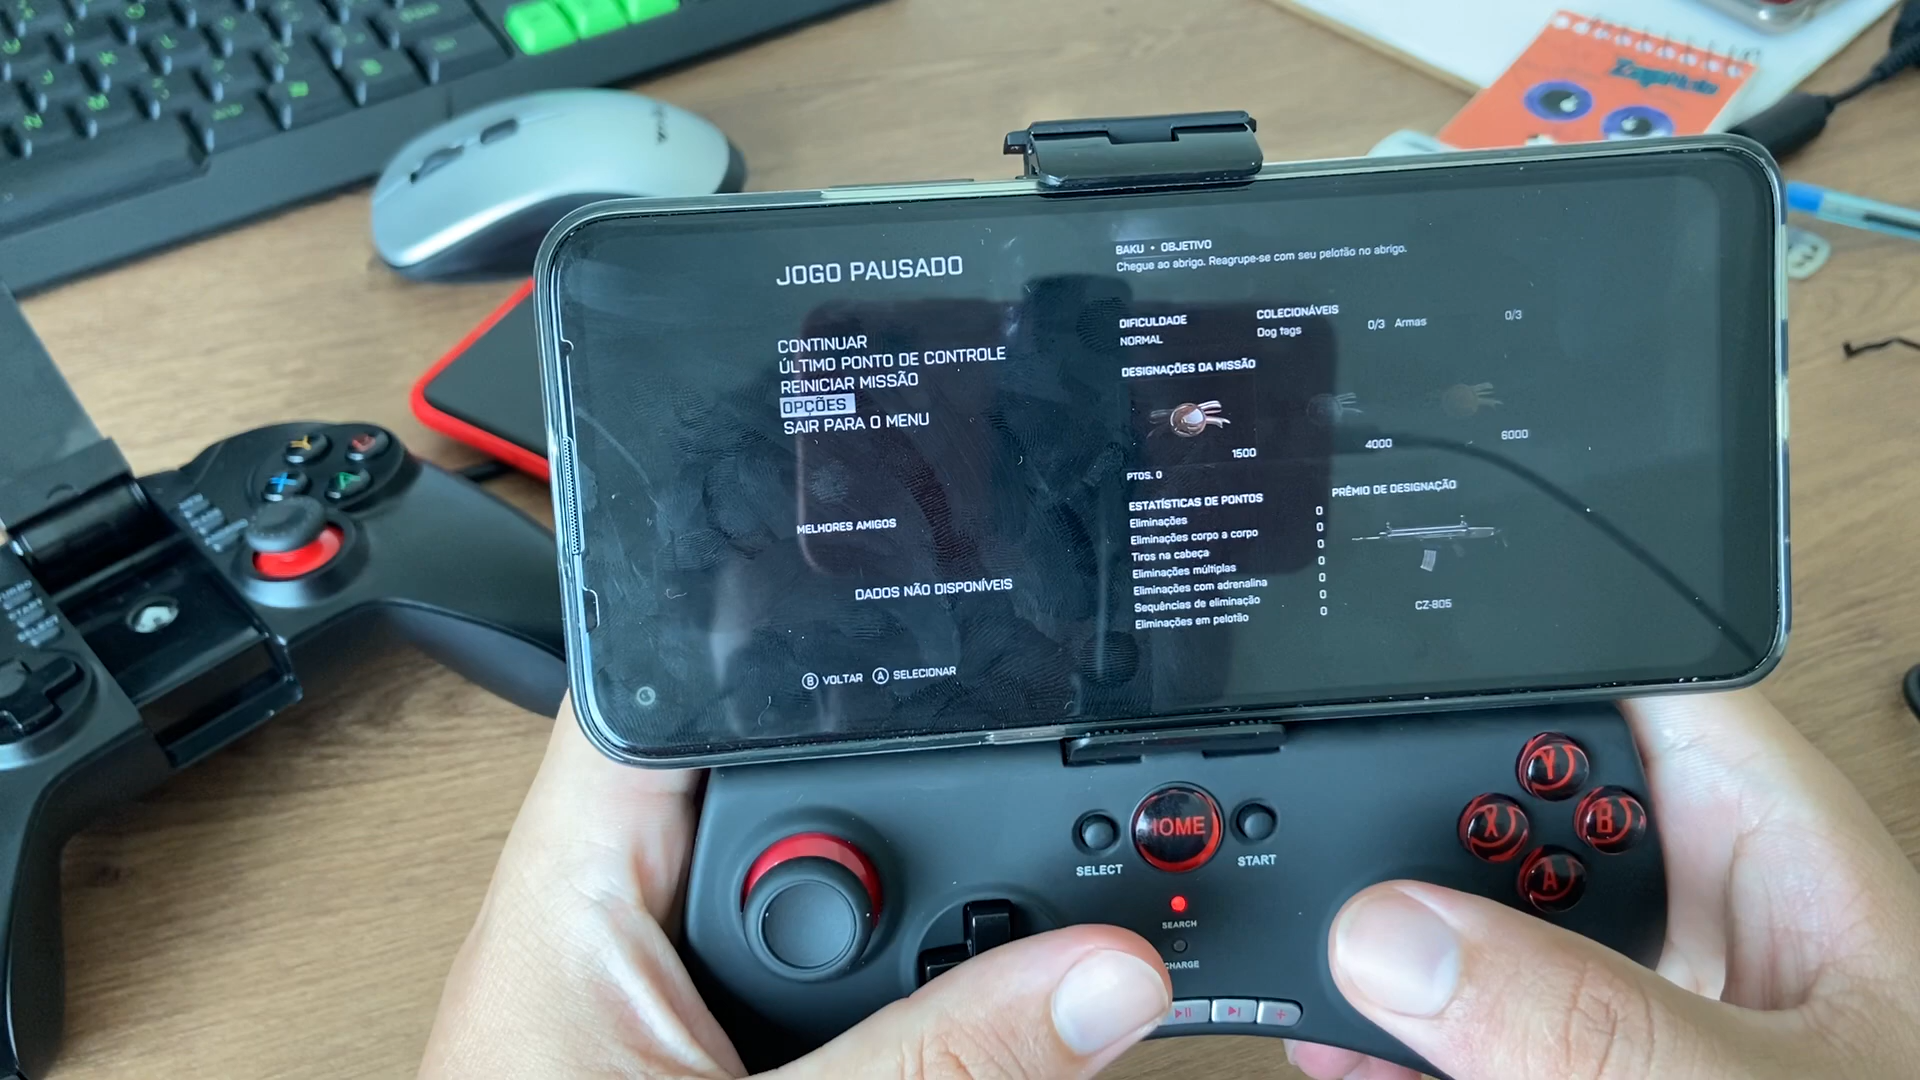 JOGO PAUSADO
CONTINUAR
ÚLTIMO PONTO DE CONTROLE
REINICIAR MISSÃO
OPÇÕES
SAIR PARA O MENU
MELHORES AMIGOS
DADOS NÃO DISPONÍVEIS
B VOLTAR A SELECIONAR
BAKU • OBJETIVO
Chegue ao abrigo. Reagrupe-se com seu pelotão no abrigo.
DIFICULDADE
NORMAL
COLECIONÁVEIS
Dog tags 0/3 Armas 0/3
DESIGNAÇÕES DA MISSÃO
1500 4000 6000
PTOS. 0
ESTATÍSTICAS DE PONTOS
Eliminações 0
Eliminações corpo a corpo 0
Tiros na cabeça 0
Eliminações múltiplas 0
Eliminações com adrenalina 0
Sequências de eliminação 0
Eliminações em pelotão 0
PRÊMIO DE DESIGNAÇÃO
CZ-805
HOME
SELECT
START
SEARCH
CHARGE
Y
X
B
A
START
SELECT
Y
X
A